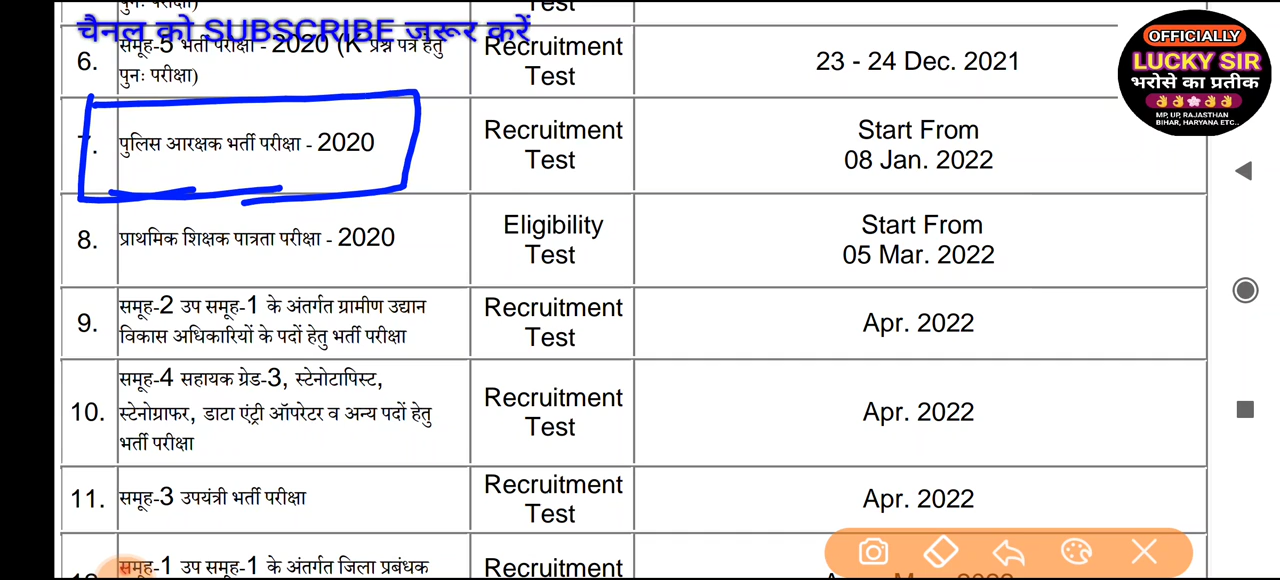 पुनः परीक्षा)
Test
चैनल को SUBSCRIBE जरूर करें
6.
समूह-5 भर्ती परीक्षा - 2020 (K प्रश्न पत्र हेतु
पुनः परीक्षा)
Recruitment
Test
23 - 24 Dec. 2021
7.
पुलिस आरक्षक भर्ती परीक्षा - 2020
Recruitment
Test
Start From
08 Jan. 2022
8.
प्राथमिक शिक्षक पात्रता परीक्षा - 2020
Eligibility
Test
Start From
05 Mar. 2022
9.
समूह-2 उप समूह-1 के अंतर्गत ग्रामीण उद्यान
विकास अधिकारियों के पदों हेतु भर्ती परीक्षा
Recruitment
Test
Apr. 2022
10.
समूह-4 सहायक ग्रेड-3, स्टेनोटापिस्ट,
स्टेनोग्राफर, डाटा एंट्री ऑपरेटर व अन्य पदों हेतु
भर्ती परीक्षा
Recruitment
Test
Apr. 2022
11.
समूह-3 उपयंत्री भर्ती परीक्षा
Recruitment
Test
Apr. 2022
समूह-1 उप समूह-1 के अंतर्गत जिला प्रबंधक
Recruitment
OFFICIALLY
LUCKY SIR
भरोसे का प्रतीक
MP, UP, RAJASTHAN
BIHAR, HARYANA ETC..